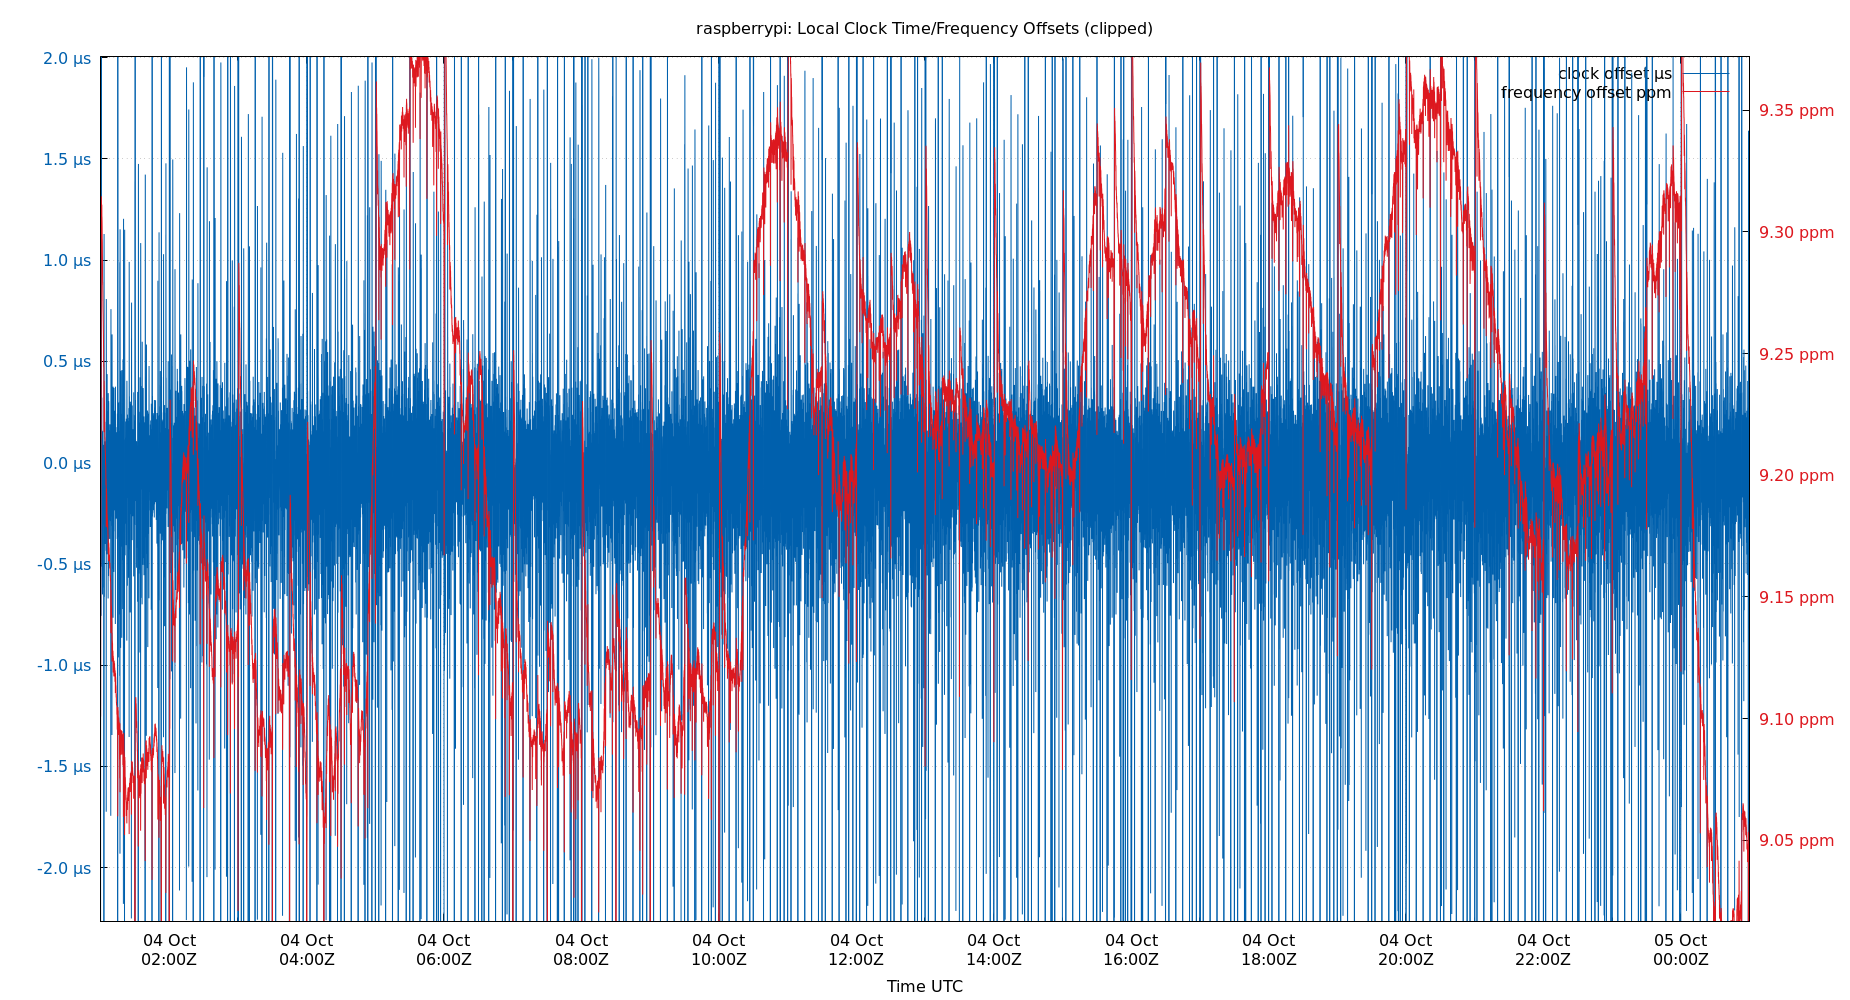 raspberrypi: Local Clock Time/Frequency Offsets (clipped)
clock offset µs
frequency offset ppm
2.0 µs
1.5 µs
1.0 µs
0.5 µs
0.0 µs
-0.5 µs
-1.0 µs
-1.5 µs
-2.0 µs
9.35 ppm
9.30 ppm
9.25 ppm
9.20 ppm
9.15 ppm
9.10 ppm
9.05 ppm
04 Oct 04 Oct 04 Oct 04 Oct 04 Oct 04 Oct 04 Oct 04 Oct 04 Oct 04 Oct 04 Oct 05 Oct
02:00Z 04:00Z 06:00Z 08:00Z 10:00Z 12:00Z 14:00Z 16:00Z 18:00Z 20:00Z 22:00Z 00:00Z
Time UTC